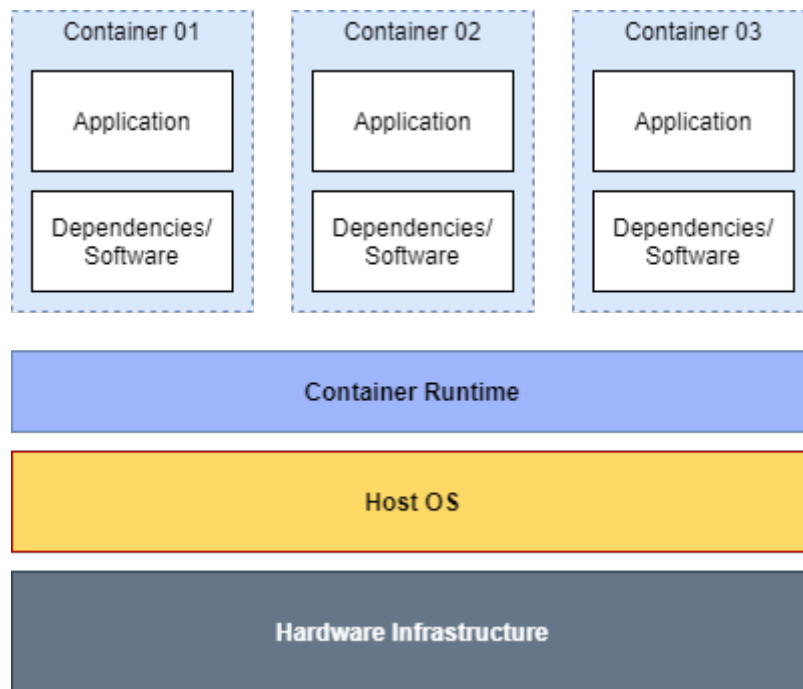 Container 01
Container 02
Container 03
Application
Application
Application
Dependencies/
Software
Dependencies/
Software
Dependencies/
Software
Container Runtime
Host OS
Hardware Infrastructure